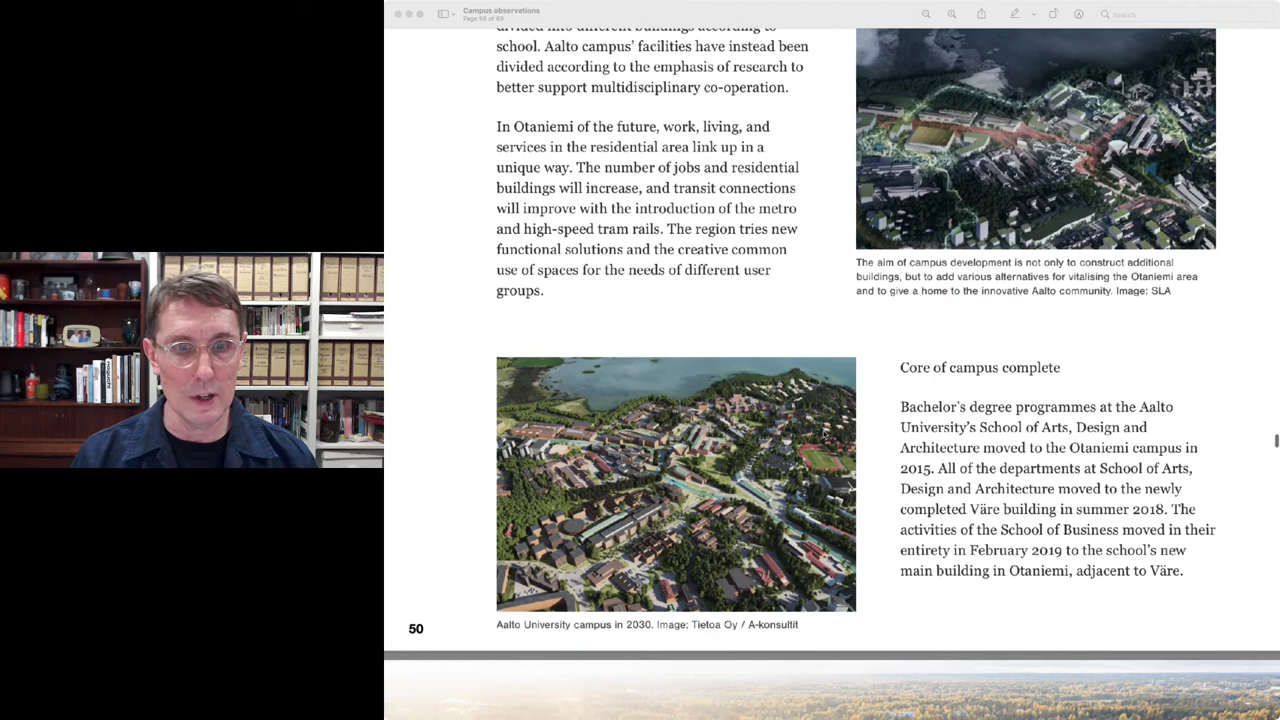 Campus observations
Page 60 of 83
Search
divided into different buildings according to
school. Aalto campus' facilities have instead been
divided according to the emphasis of research to
better support multidisciplinary co-operation.
In Otaniemi of the future, work, living, and
services in the residential area link up in a
unique way. The number of jobs and residential
buildings will increase, and transit connections
will improve with the introduction of the metro
and high-speed tram rails. The region tries new
functional solutions and the creative common
use of spaces for the needs of different user
groups.
The aim of campus development is not only to construct additional
buildings, but to add various alternatives for vitalising the Otaniemi area
and to give a home to the innovative Aalto community. Image: SLA
Aalto University campus in 2030. Image: Tietoa Oy / A-konsultit
Core of campus complete
Bachelor's degree programmes at the Aalto
University's School of Arts, Design and
Architecture moved to the Otaniemi campus in
2015. All of the departments at School of Arts,
Design and Architecture moved to the newly
completed Väre building in summer 2018. The
activities of the School of Business moved in their
entirety in February 2019 to the school's new
main building in Otaniemi, adjacent to Väre.
50